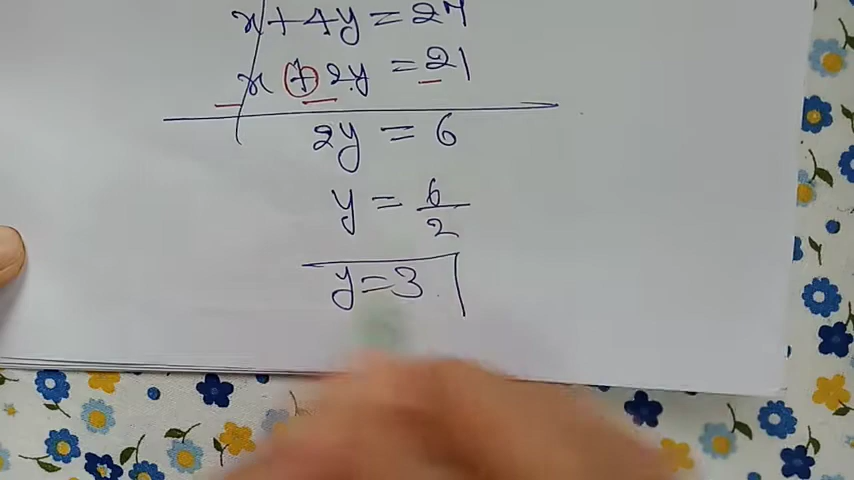 x + 4y = 27
x + 2y = 21
2y = 6
y = 6/2
y = 3